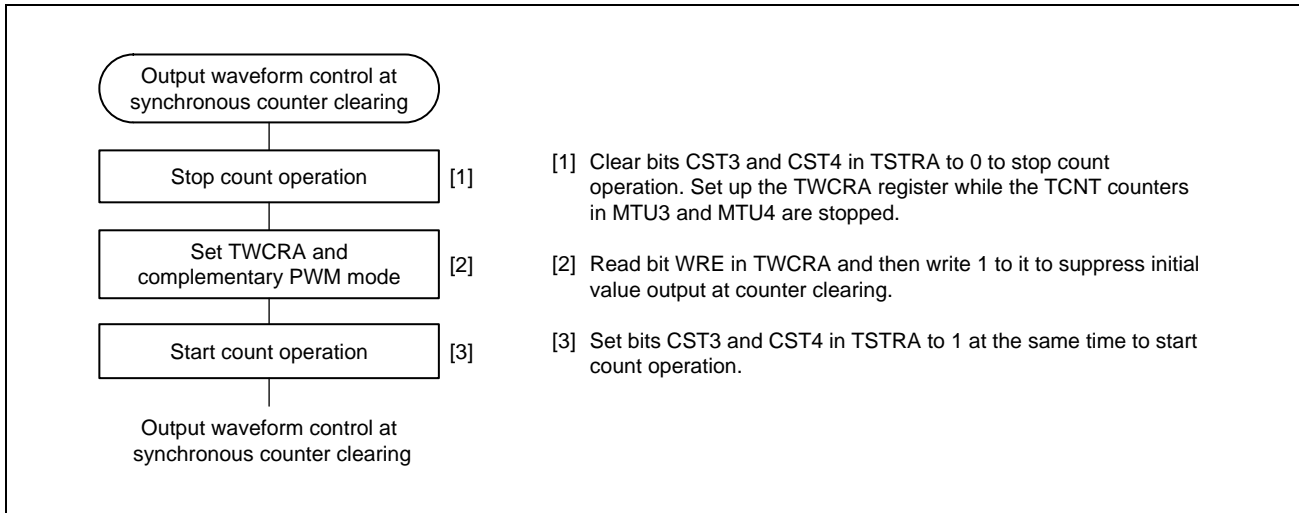 Output waveform control at
synchronous counter clearing
Stop count operation
[1]
[1] Clear bits CST3 and CST4 in TSTRA to 0 to stop count
operation. Set up the TWCRA register while the TCNT counters
in MTU3 and MTU4 are stopped.
Set TWCRA and
complementary PWM mode
[2]
[2] Read bit WRE in TWCRA and then write 1 to it to suppress initial
value output at counter clearing.
Start count operation
[3]
[3] Set bits CST3 and CST4 in TSTRA to 1 at the same time to start
count operation.
Output waveform control at
synchronous counter clearing